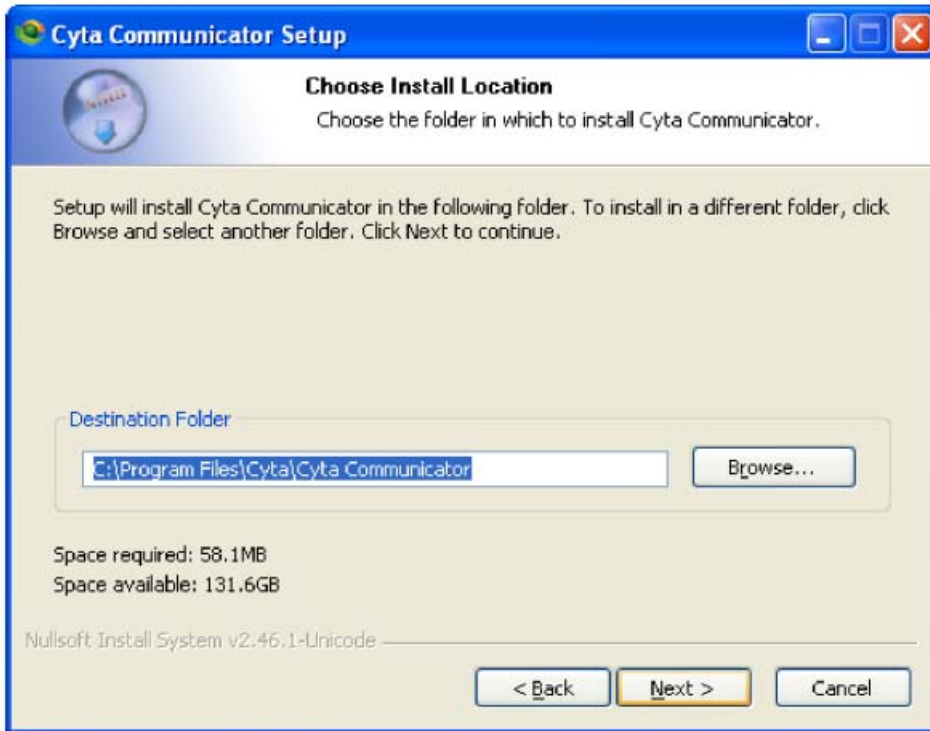 Cyta Communicator Setup
Choose Install Location
Choose the folder in which to install Cyta Communicator.
Setup will install Cyta Communicator in the following folder. To install in a different folder, click
Browse and select another folder. Click Next to continue.
Destination Folder
C:\Program Files\Cyta\Cyta Communicator
Browse...
Space required: 58.1MB
Space available: 131.6GB
Nullsoft Install System v2.46.1-Unicode
< Back
Next >
Cancel